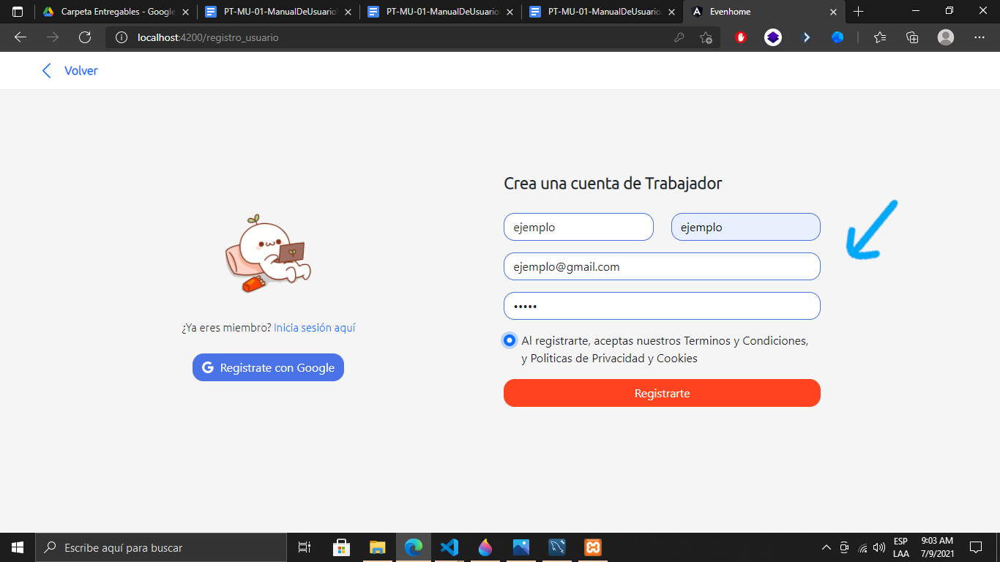 Carpeta Entregables - Google
PT-MU-01-ManualDeUsuario
PT-MU-01-ManualDeUsuario
PT-MU-01-ManualDeUsuario
Evenhome
localhost:4200/registro_usuario
Volver
Crea una cuenta de Trabajador
ejemplo
ejemplo
ejemplo@gmail.com
•••••
¿Ya eres miembro? Inicia sesión aquí
Registrate con Google
Al registrarte, aceptas nuestros Terminos y Condiciones,
y Politicas de Privacidad y Cookies
Registrarte
Escribe aquí para buscar
ESP
LAA
9:03 AM
7/9/2021